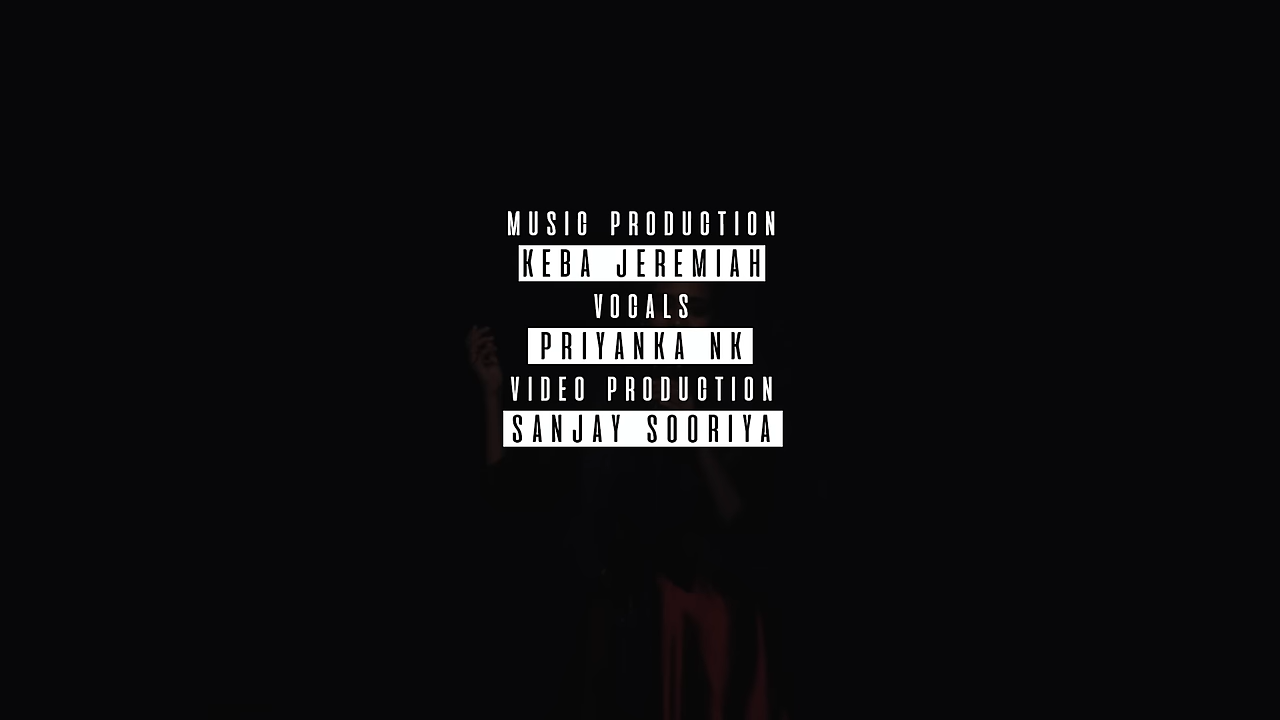 MUSIC PRODUCTION
KEBA JEREMIAH
VOCALS
PRIYANKA NK
VIDEO PRODUCTION
SANJAY SOORIYA